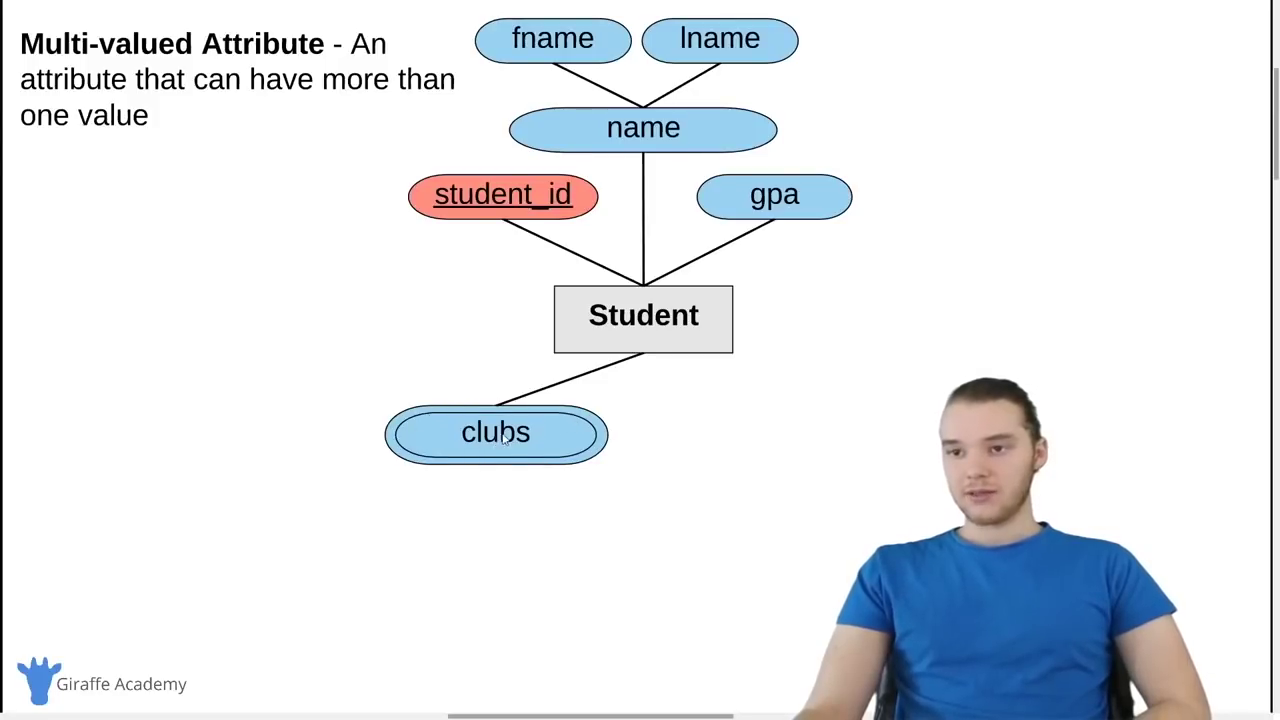 Multi-valued Attribute - An
attribute that can have more than
one value
fname
lname
name
student_id
gpa
Student
clubs
Giraffe Academy